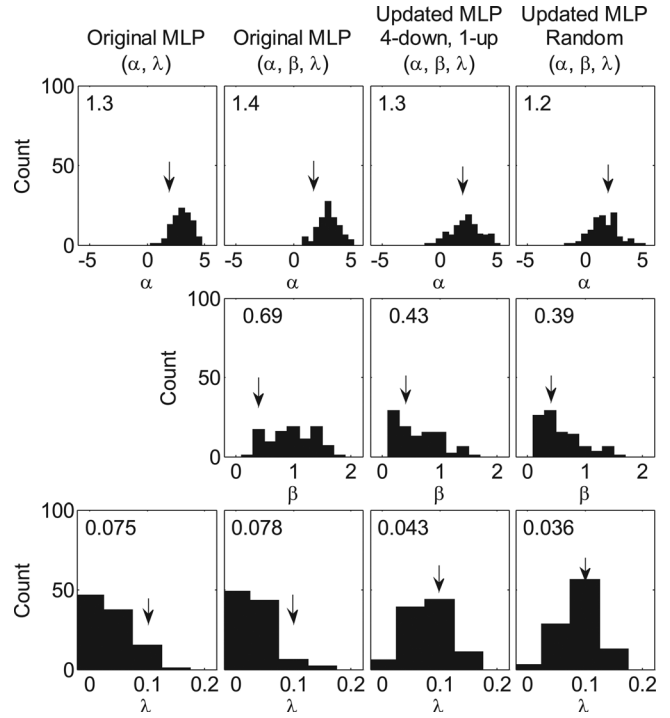 Original MLP
(α, λ)
Original MLP
(α, β, λ)
Updated MLP
4-down, 1-up
(α, β, λ)
Updated MLP
Random
(α, β, λ)
100
50
0
Count
1.3
-5 0 5
α
1.4
-5 0 5
α
1.3
-5 0 5
α
1.2
-5 0 5
α
100
50
0
Count
0.69
0 1 2
β
0.43
0 1 2
β
0.39
0 1 2
β
100
50
0
Count
0.075
0 0.1 0.2
λ
0.078
0 0.1 0.2
λ
0.043
0 0.1 0.2
λ
0.036
0 0.1 0.2
λ